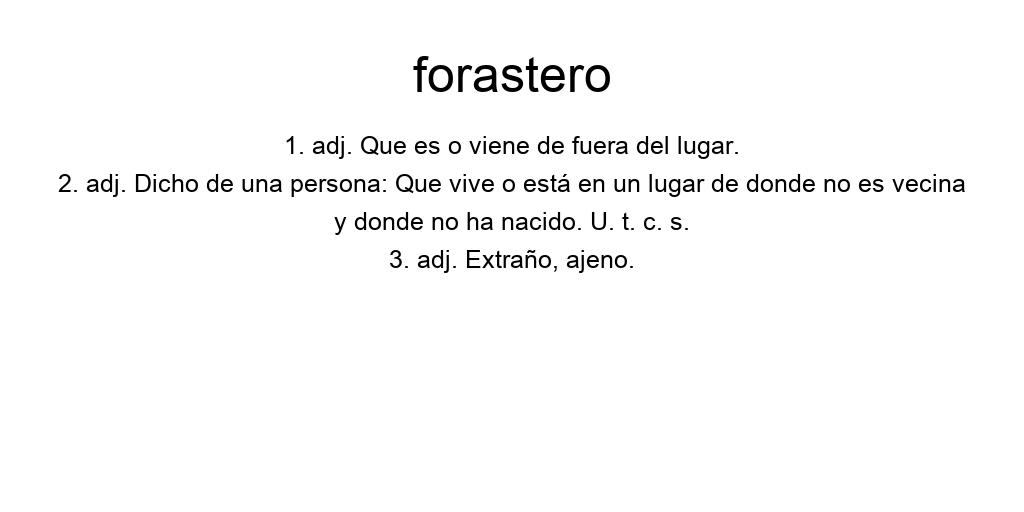 forastero
1. adj. Que es o viene de fuera del lugar.
2. adj. Dicho de una persona: Que vive o está en un lugar de donde no es vecina
y donde no ha nacido. U. t. c. s.
3. adj. Extraño, ajeno.